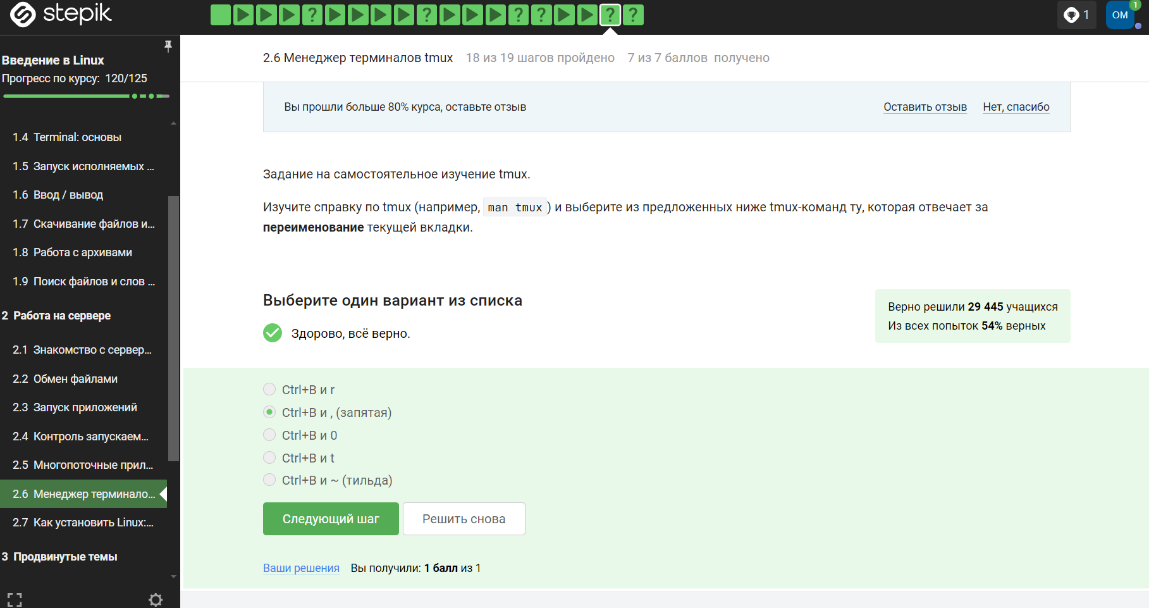 stepik
? ? ? ? ? ?
1
OM
1
Введение в Linux
Прогресс по курсу: 120/125
1.4 Terminal: основы
1.5 Запуск исполняемых ...
1.6 Ввод / вывод
1.7 Скачивание файлов и...
1.8 Работа с архивами
1.9 Поиск файлов и слов ...
2 Работа на сервере
2.1 Знакомство с сервер...
2.2 Обмен файлами
2.3 Запуск приложений
2.4 Контроль запускаем...
2.5 Многопоточные прил...
2.6 Менеджер терминало...
2.7 Как установить Linux:...
3 Продвинутые темы
2.6 Менеджер терминалов tmux 18 из 19 шагов пройдено 7 из 7 баллов получено
Вы прошли больше 80% курса, оставьте отзыв
Оставить отзыв Нет, спасибо
Задание на самостоятельное изучение tmux.
Изучите справку по tmux (например, man tmux ) и выберите из предложенных ниже tmux-команд ту, которая отвечает за
переименование текущей вкладки.
Выберите один вариант из списка
Здорово, всё верно.
Верно решили 29 445 учащихся
Из всех попыток 54% верных
Ctrl+B и r
Ctrl+B и , (запятая)
Ctrl+B и 0
Ctrl+B и t
Ctrl+B и ~ (тильда)
Следующий шаг Решить снова
Ваши решения Вы получили: 1 балл из 1